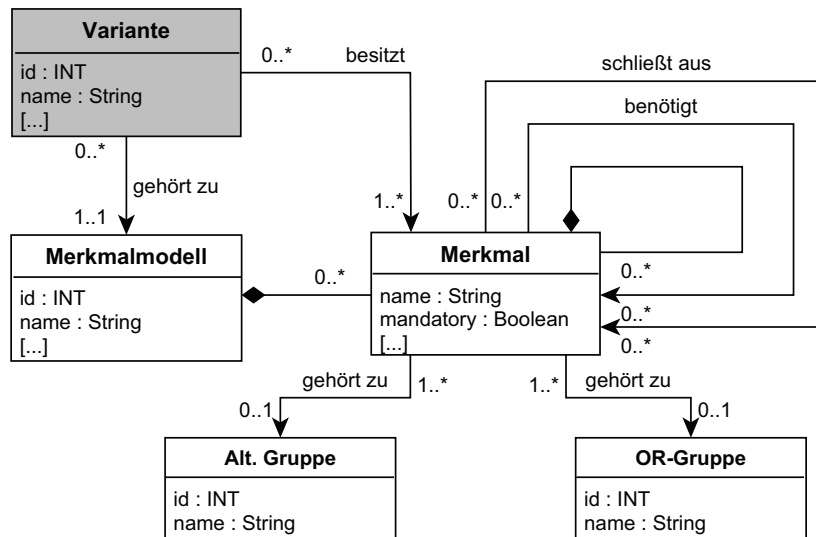 Variante
id : INT
name : String
[...]
0..*
besitzt
schließt aus
benötigt
0..*
gehört zu
1..1
1..*
0..*
0..*
Merkmalmodell
id : INT
name : String
[...]
0..*
Merkmal
name : String
mandatory : Boolean
[...]
0..*
0..*
0..*
gehört zu
1..*
1..*
gehört zu
0..1
0..1
Alt. Gruppe
id : INT
name : String
OR-Gruppe
id : INT
name : String